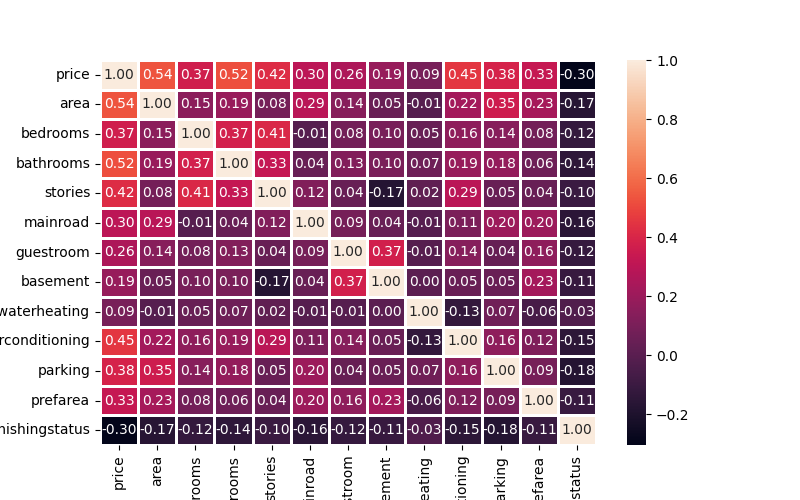 price 1.00 0.54 0.37 0.52 0.42 0.30 0.26 0.19 0.09 0.45 0.38 0.33 -0.30
area 0.54 1.00 0.15 0.19 0.08 0.29 0.14 0.05 -0.01 0.22 0.35 0.23 -0.17
bedrooms 0.37 0.15 1.00 0.37 0.41 -0.01 0.08 0.10 0.05 0.16 0.14 0.08 -0.12
bathrooms 0.52 0.19 0.37 1.00 0.33 0.04 0.13 0.10 0.07 0.19 0.18 0.06 -0.14
stories 0.42 0.08 0.41 0.33 1.00 0.12 0.04 -0.17 0.02 0.29 0.05 0.04 -0.10
mainroad 0.30 0.29 -0.01 0.04 0.12 1.00 0.09 0.04 -0.01 0.11 0.20 0.20 -0.16
guestroom 0.26 0.14 0.08 0.13 0.04 0.09 1.00 0.37 -0.01 0.14 0.04 0.16 -0.12
basement 0.19 0.05 0.10 0.10 -0.17 0.04 0.37 1.00 0.00 0.05 0.05 0.23 -0.11
waterheating 0.09 -0.01 0.05 0.07 0.02 -0.01 -0.01 0.00 1.00 -0.13 0.07 -0.06 -0.03
rconditioning 0.45 0.22 0.16 0.19 0.29 0.11 0.14 0.05 -0.13 1.00 0.16 0.12 -0.15
parking 0.38 0.35 0.14 0.18 0.05 0.20 0.04 0.05 0.07 0.16 1.00 0.09 -0.18
prefarea 0.33 0.23 0.08 0.06 0.04 0.20 0.16 0.23 -0.06 0.12 0.09 1.00 -0.11
nishingstatus -0.30 -0.17 -0.12 -0.14 -0.10 -0.16 -0.12 -0.11 -0.03 -0.15 -0.18 -0.11 1.00
price
area
rooms
rooms
stories
inroad
stroom
ement
eating
tioning
arking
efarea
status
1.0
0.8
0.6
0.4
0.2
0.0
−0.2